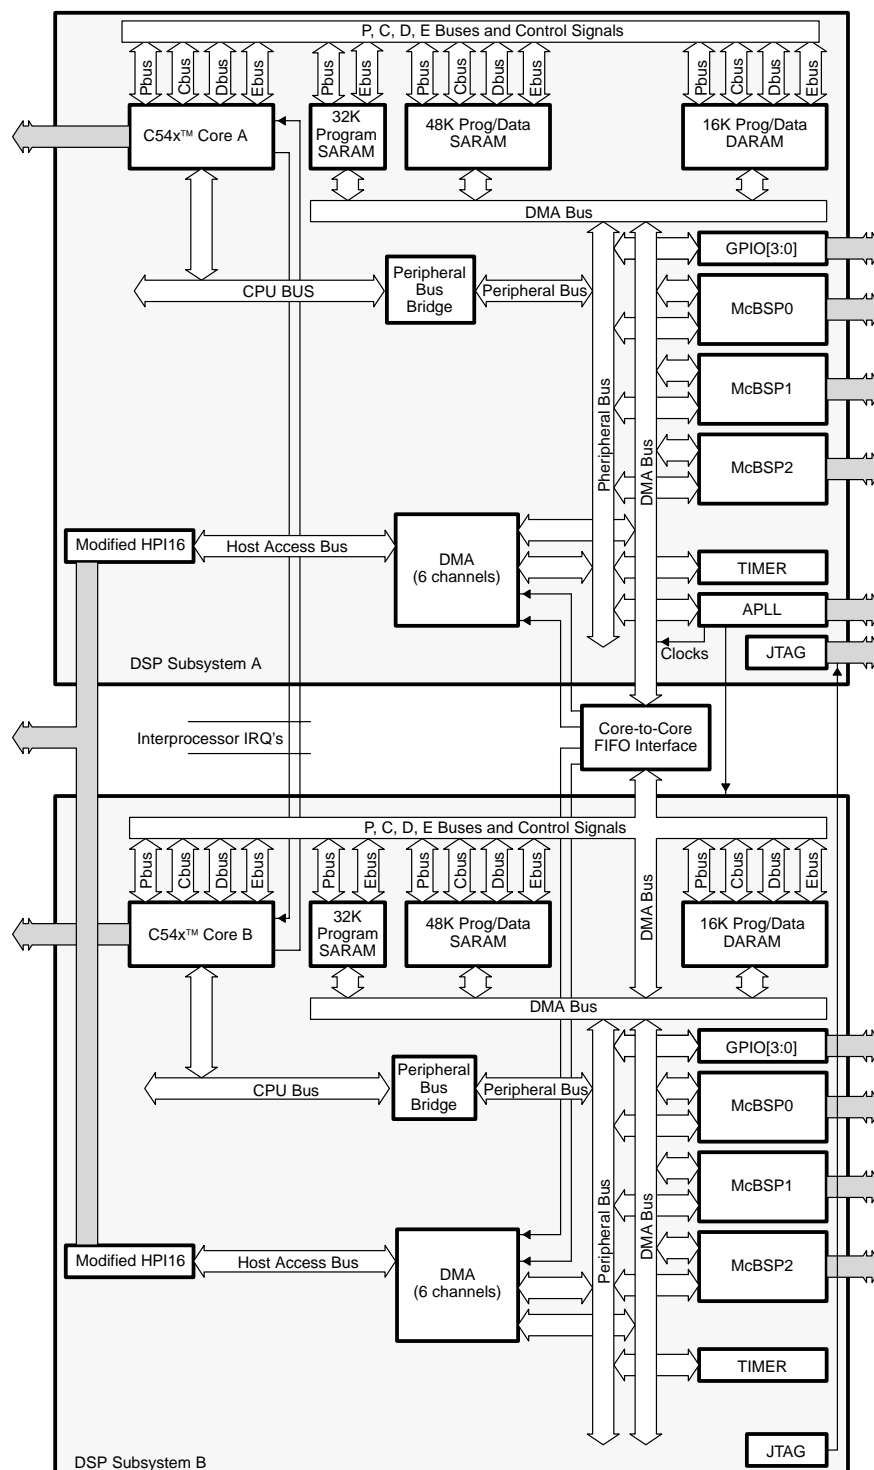 P, C, D, E Buses and Control Signals
Pbus
Cbus
Dbus
Ebus
Pbus
Ebus
Pbus
Cbus
Dbus
Ebus
Pbus
Cbus
Dbus
Ebus
C54x™ Core A
32K
Program
SARAM
48K Prog/Data
SARAM
16K Prog/Data
DARAM
DMA Bus
GPIO[3:0]
CPU BUS
Peripheral
Bus
Bridge
Peripheral Bus
McBSP0
McBSP1
Pheripheral Bus
DMA Bus
McBSP2
Modified HPI16
Host Access Bus
DMA
(6 channels)
TIMER
APLL
Clocks
JTAG
DSP Subsystem A
Interprocessor IRQ's
Core-to-Core
FIFO Interface
P, C, D, E Buses and Control Signals
Pbus
Cbus
Dbus
Ebus
Pbus
Ebus
Pbus
Cbus
Dbus
Ebus
DMA Bus
Pbus
Cbus
Dbus
Ebus
C54x™ Core B
32K
Program
SARAM
48K Prog/Data
SARAM
16K Prog/Data
DARAM
DMA Bus
GPIO[3:0]
CPU Bus
Peripheral
Bus
Bridge
Peripheral Bus
McBSP0
McBSP1
Peripheral Bus
DMA Bus
McBSP2
Modified HPI16
Host Access Bus
DMA
(6 channels)
TIMER
JTAG
DSP Subsystem B